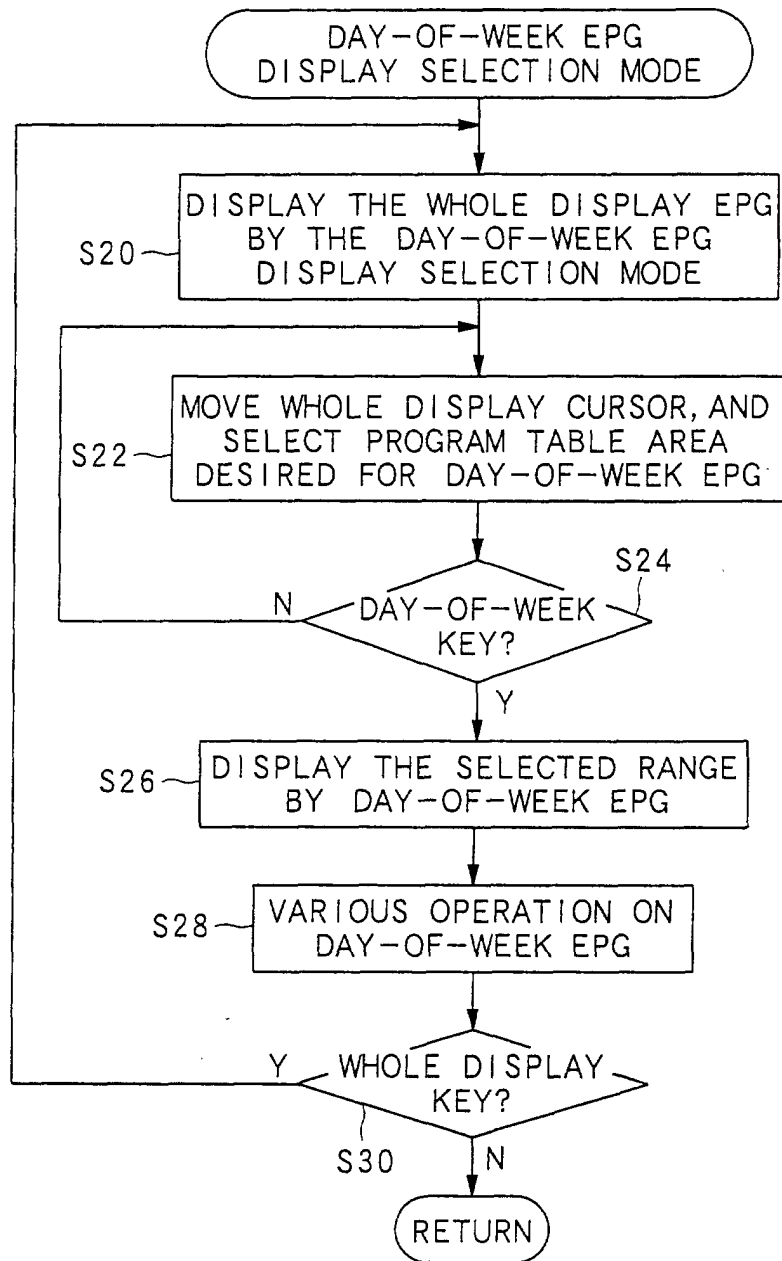 DAY-OF-WEEK EPG
DISPLAY SELECTION MODE
DISPLAY THE WHOLE DISPLAY EPG
BY THE DAY-OF-WEEK EPG
DISPLAY SELECTION MODE
S20
MOVE WHOLE DISPLAY CURSOR, AND
SELECT PROGRAM TABLE AREA
DESIRED FOR DAY-OF-WEEK EPG
S22
S24
N
DAY-OF-WEEK
KEY?
Y
S26
DISPLAY THE SELECTED RANGE
BY DAY-OF-WEEK EPG
S28
VARIOUS OPERATION ON
DAY-OF-WEEK EPG
Y
WHOLE DISPLAY
KEY?
S30
N
RETURN